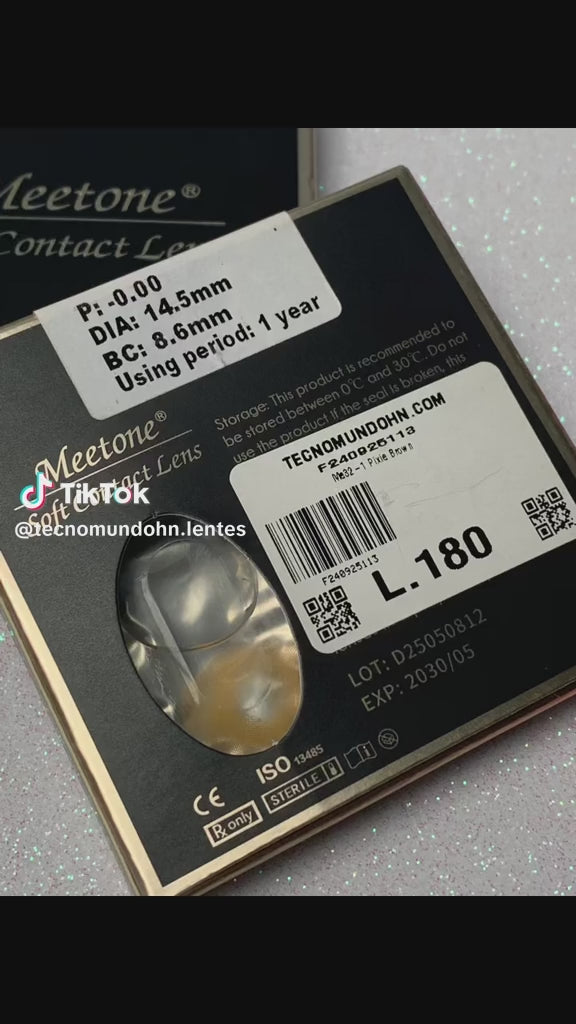 Meetone®
Contact Len
P: -0.00
DIA: 14.5mm
BC: 8.6mm
Using period: 1 year
Storage: This product is recommended to
be stored between 0℃ and 30℃. Do not
use the product if the seal is broken, this
Meetone®
Soft Contact Lens
TECNOMUNDOHN.COM
F240925113
Me32-1 Pixie Brown
F240925113
L.180
TikTok
@tecnomundohn.lentes
LOT: D25050812
EXP: 2030/05
CE
ISO 13485
Rx only
STERILE